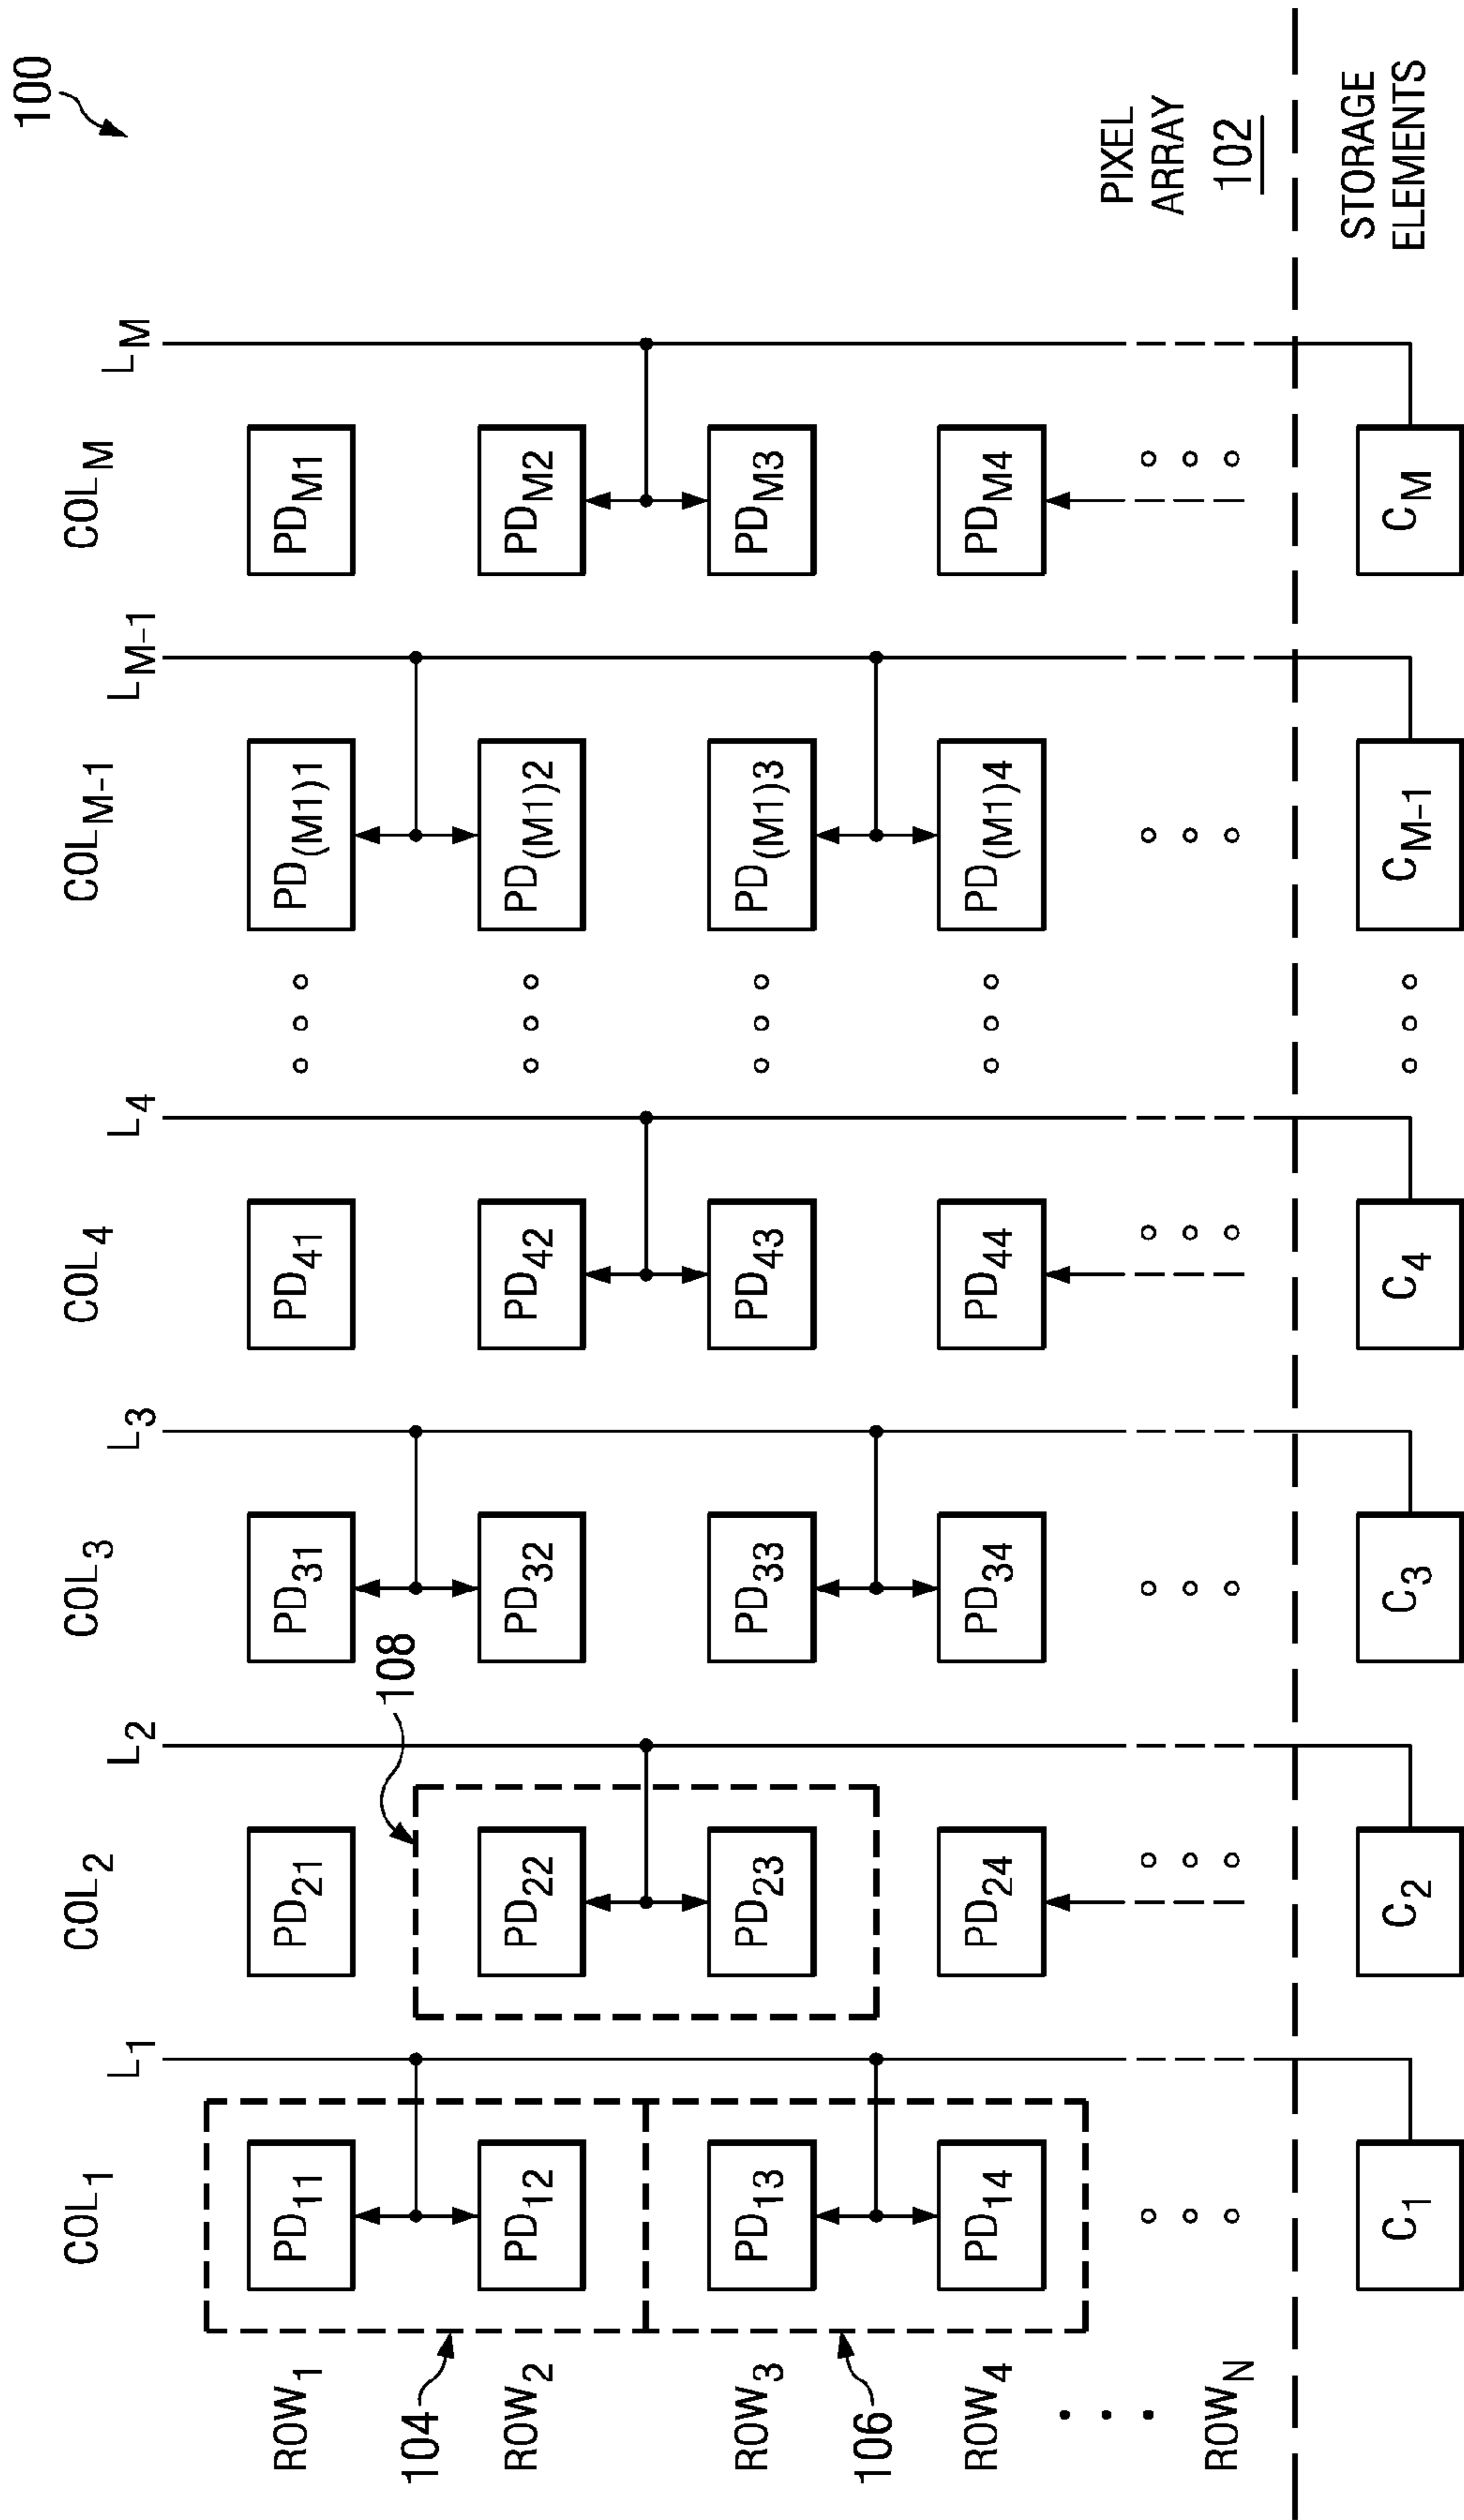 100
COL1 COL2 COL3 COL4 COLM-1 COLM
L1 L2 L3 L4 LM-1 LM
ROW1 PD11 PD21 PD31 PD41 PD(M1)1 PDM1
104
108
ROW2 PD12 PD22 PD32 PD42 PD(M1)2 PDM2
ROW3 PD13 PD23 PD33 PD43 PD(M1)3 PDM3
106
ROW4 PD14 PD24 PD34 PD44 PD(M1)4 PDM4
ROWN
PIXEL
ARRAY
102
STORAGE
ELEMENTS
C1 C2 C3 C4 CM-1 CM